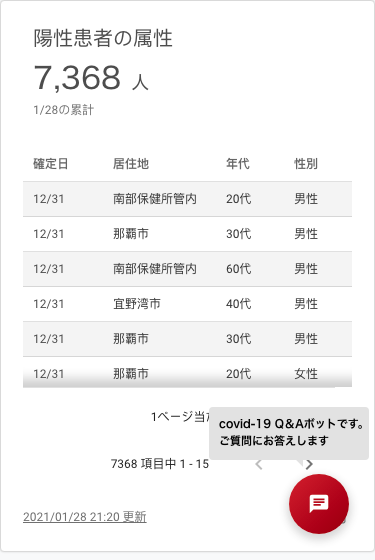 陽性患者の属性
7,368 人
1/28の累計
確定日 居住地 年代 性別
12/31 南部保健所管内 20代 男性
12/31 那覇市 30代 男性
12/31 南部保健所管内 60代 男性
12/31 宜野湾市 40代 男性
12/31 那覇市 30代 男性
12/31 那覇市 20代 女性
1ページ当
covid-19 Q&Aボットです。
ご質問にお答えします
7368 項目中 1 - 15
2021/01/28 21:20 更新